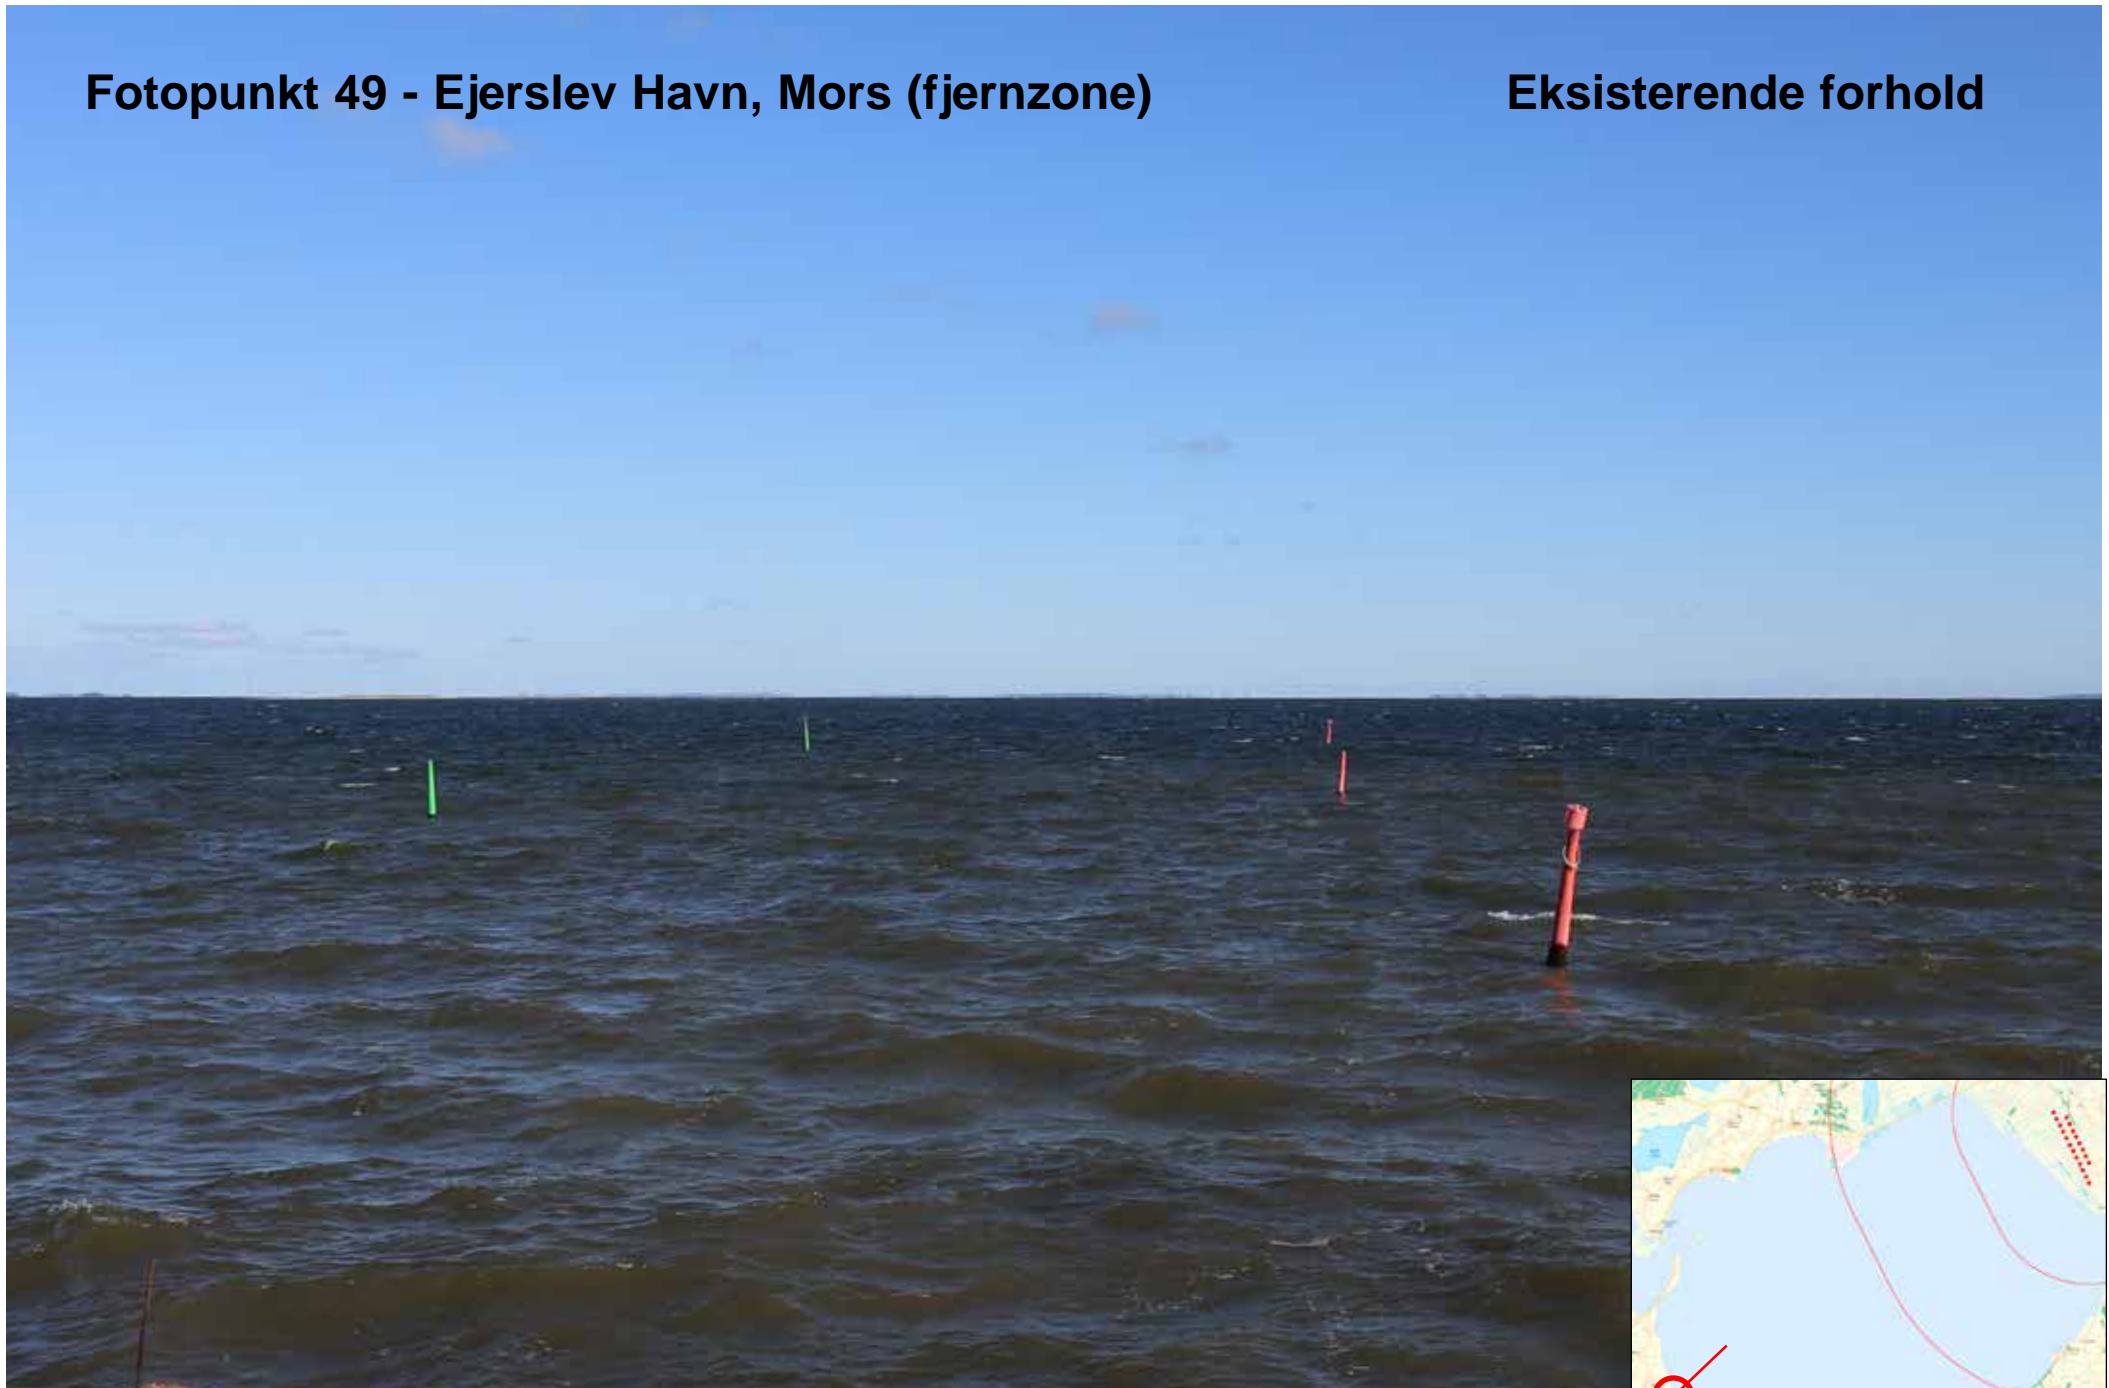 Fotopunkt 49 - Ejerslev Havn, Mors (fjernzone)
Eksisterende forhold